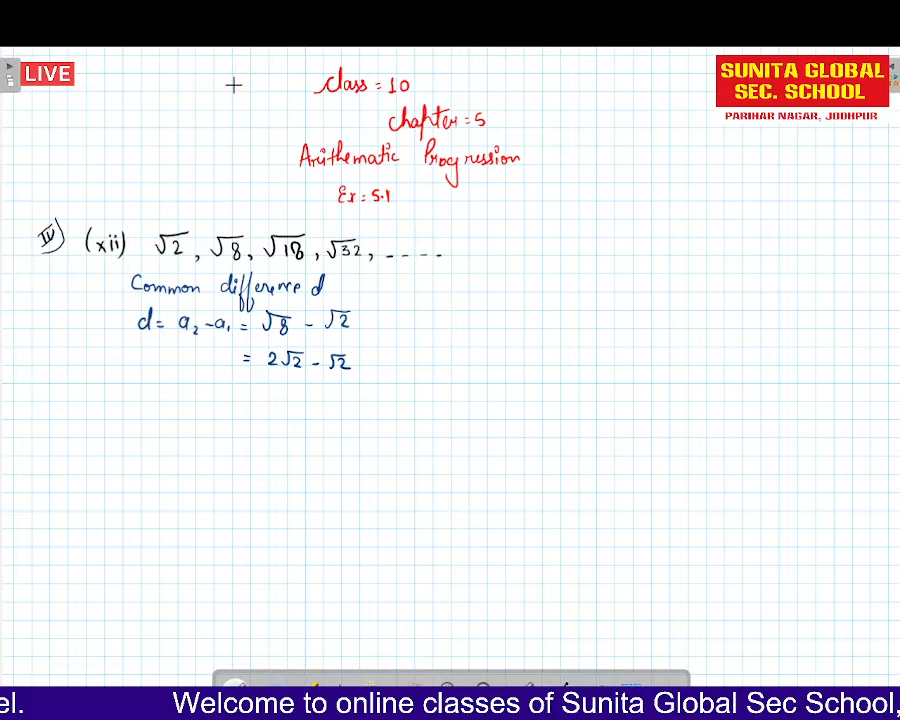 LIVE
SUNITA GLOBAL
SEC. SCHOOL
PARIHAR NAGAR, JODHPUR
Class = 10
Chapter = 5
Arithematic Progression
Ex = 5.1
IV) (xii) √2, √8, √18, √32, ----
Common difference d
d = a₂ - a₁ = √8 - √2
= 2√2 - √2
el. Welcome to online classes of Sunita Global Sec School,